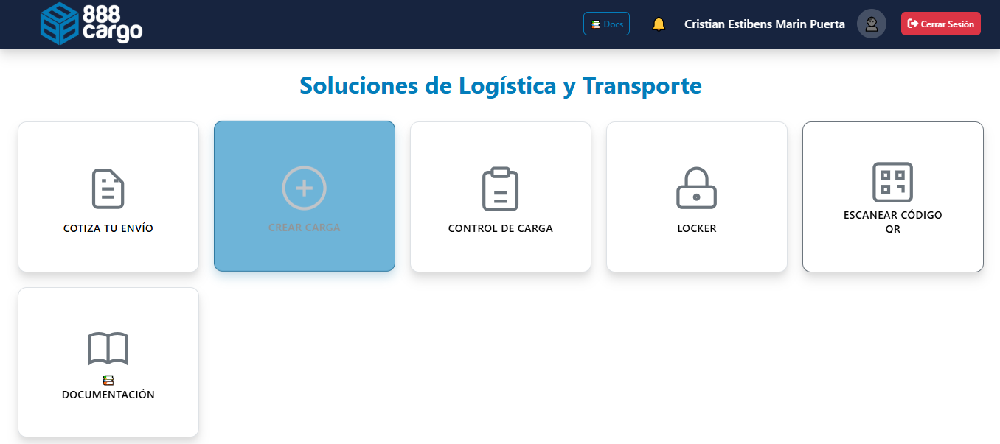 888
cargo
Docs
Cristian Estibens Marin Puerta
Cerrar Sesión
Soluciones de Logística y Transporte
COTIZA TU ENVÍO
CREAR CARGA
CONTROL DE CARGA
LOCKER
ESCANEAR CÓDIGO
QR
DOCUMENTACIÓN